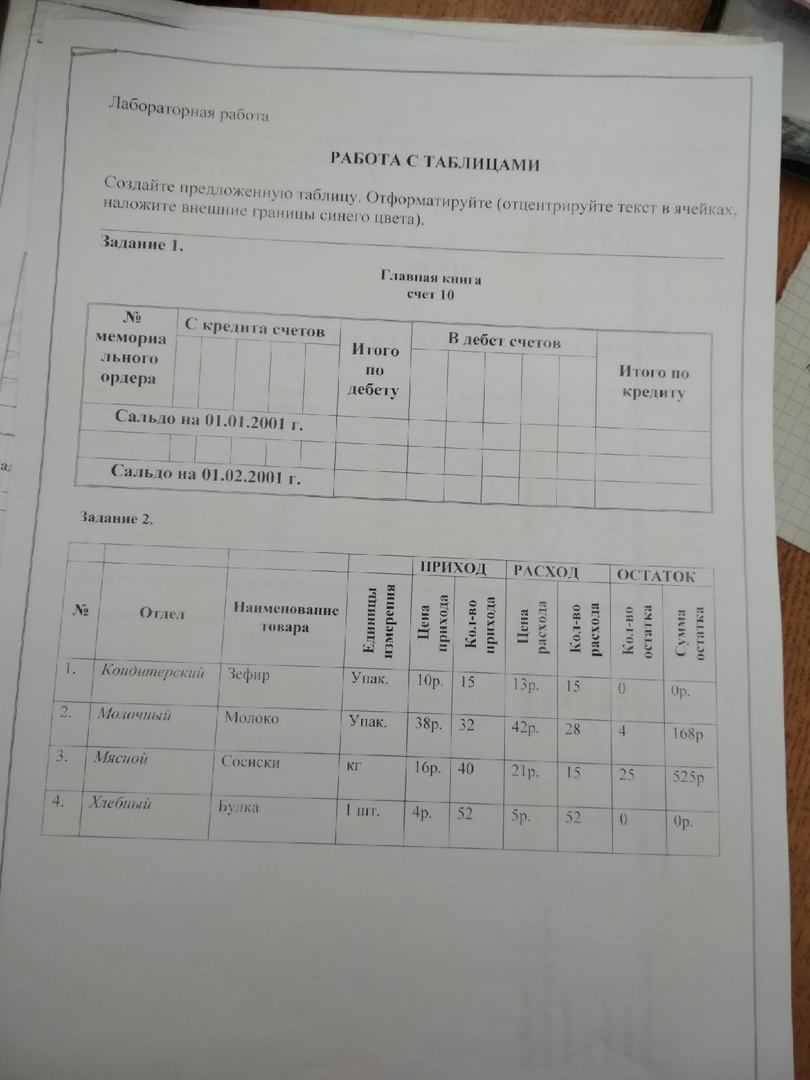 Лабораторная работа
РАБОТА С ТАБЛИЦАМИ
Создайте предложенную таблицу. Отформатируйте (отцентрируйте текст в ячейках,
наложите внешние границы синего цвета).
Задание 1.
Главная книга
счет 10
№
мемориа
льного
ордера
С кредита счетов
Итого
по
дебету
В дебет счетов
Итого по
кредиту
Сальдо на 01.01.2001 г.
Сальдо на 01.02.2001 г.
Задание 2.
ПРИХОД РАСХОД ОСТАТОК
№
Отдел
Наименование
товара
Единицы
измерения
Цена
прихода
Кол-во
прихода
Цена
расхода
Кол-во
расхода
Кол-во
остатка
Сумма
остатка
1. Кондитерский Зефир Упак. 10р. 15 13р. 15 0 0р.
2. Молочный Молоко Упак. 38р. 32 42р. 28 4 168р
3. Мясной Сосиски кг 16р. 40 21р. 15 25 525р
4. Хлебный Булка 1 шт. 4р. 52 5р. 52 0 0р.